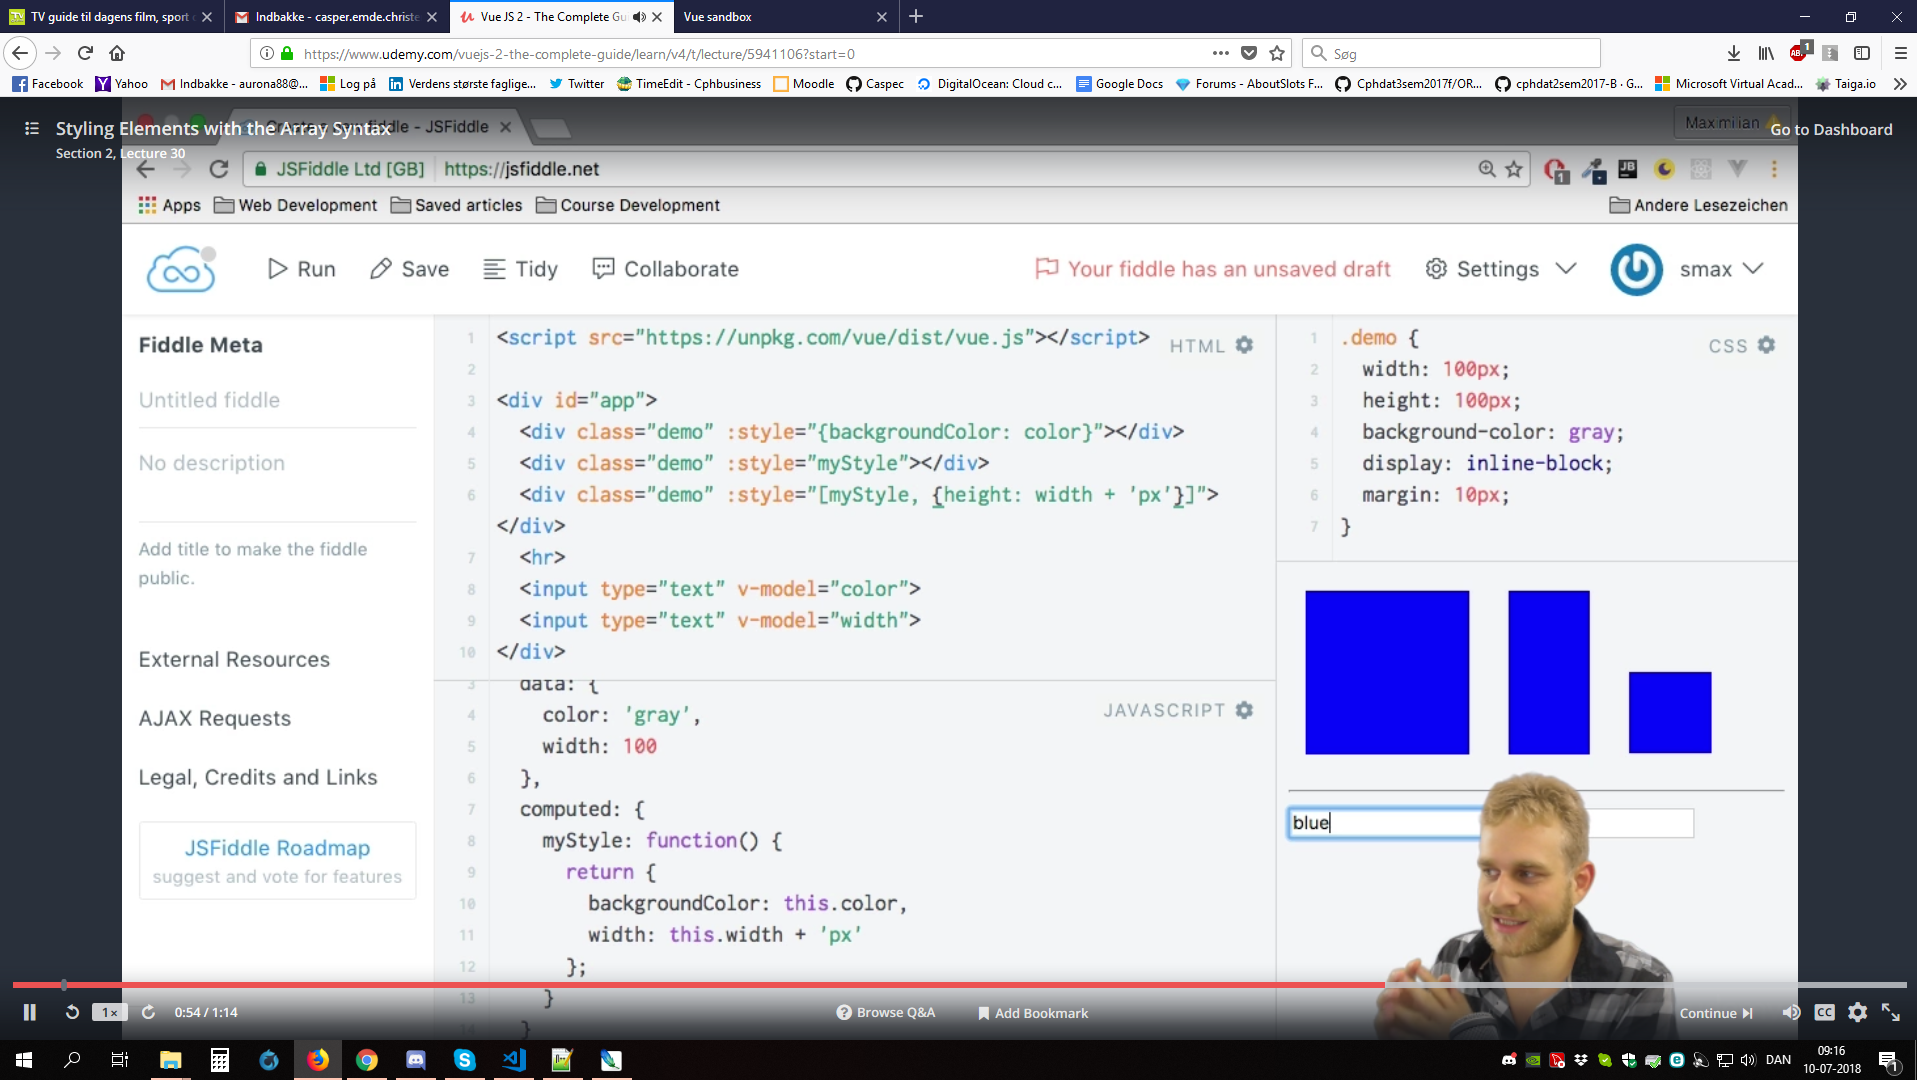 TV guide til dagens film, sport o
Indbakke - casper.emde.christe
Vue JS 2 - The Complete Gu
Vue sandbox
https://www.udemy.com/vuejs-2-the-complete-guide/learn/v4/t/lecture/5941106?start=0
Søg
ABP
1
Facebook
Yahoo
Indbakke - aurona88@...
Log på
Verdens største faglige...
Twitter
TimeEdit - Cphbusiness
Moodle
Caspec
DigitalOcean: Cloud c...
Google Docs
Forums - AboutSlots F...
Cphdat3sem2017f/OR...
cphdat2sem2017-B · G...
Microsoft Virtual Acad...
Taiga.io
Styling Elements with the Array Syntax
Section 2, Lecture 30
fiddle - JSFiddle
Maximilian
Go to Dashboard
JSFiddle Ltd [GB]
https://jsfiddle.net
1
JB
Apps
Web Development
Saved articles
Course Development
Andere Lesezeichen
Run
Save
Tidy
Collaborate
Your fiddle has an unsaved draft
Settings
smax
Fiddle Meta
Untitled fiddle
No description
Add title to make the fiddle
public.
External Resources
AJAX Requests
Legal, Credits and Links
JSFiddle Roadmap
suggest and vote for features
HTML
1 <script src="https://unpkg.com/vue/dist/vue.js"></script>
2
3 <div id="app">
4 <div class="demo" :style="{backgroundColor: color}"></div>
5 <div class="demo" :style="myStyle"></div>
6 <div class="demo" :style="[myStyle, {height: width + 'px'}]">
</div>
7 <hr>
8 <input type="text" v-model="color">
9 <input type="text" v-model="width">
10 </div>
JAVASCRIPT
3 data: {
4 color: 'gray',
5 width: 100
6 },
7 computed: {
8 myStyle: function() {
9 return {
10 backgroundColor: this.color,
11 width: this.width + 'px'
12 };
13 }
14 }
CSS
1 .demo {
2 width: 100px;
3 height: 100px;
4 background-color: gray;
5 display: inline-block;
6 margin: 10px;
7 }
blue
1x
0:54 / 1:14
Browse Q&A
Add Bookmark
Continue
CC
DAN
09:16
10-07-2018
1